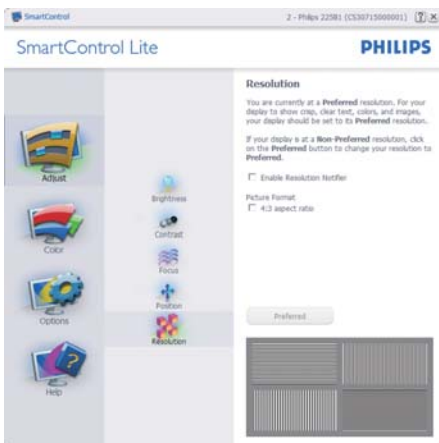 SmartControl
2 - Philips 225B1 (CS30715000001)
SmartControl Lite
PHILIPS
Adjust
Color
Options
Help
Brightness
Contrast
Focus
Position
Resolution
Resolution
You are currently at a Preferred resolution. For your
display to show crisp, clear text, colors, and images,
your display should be set to its Preferred resolution.
If your display is at a Non-Preferred resolution, click
on the Preferred button to change your resolution to
Preferred.
Enable Resolution Notifier
Picture Format
4:3 aspect ratio
Preferred